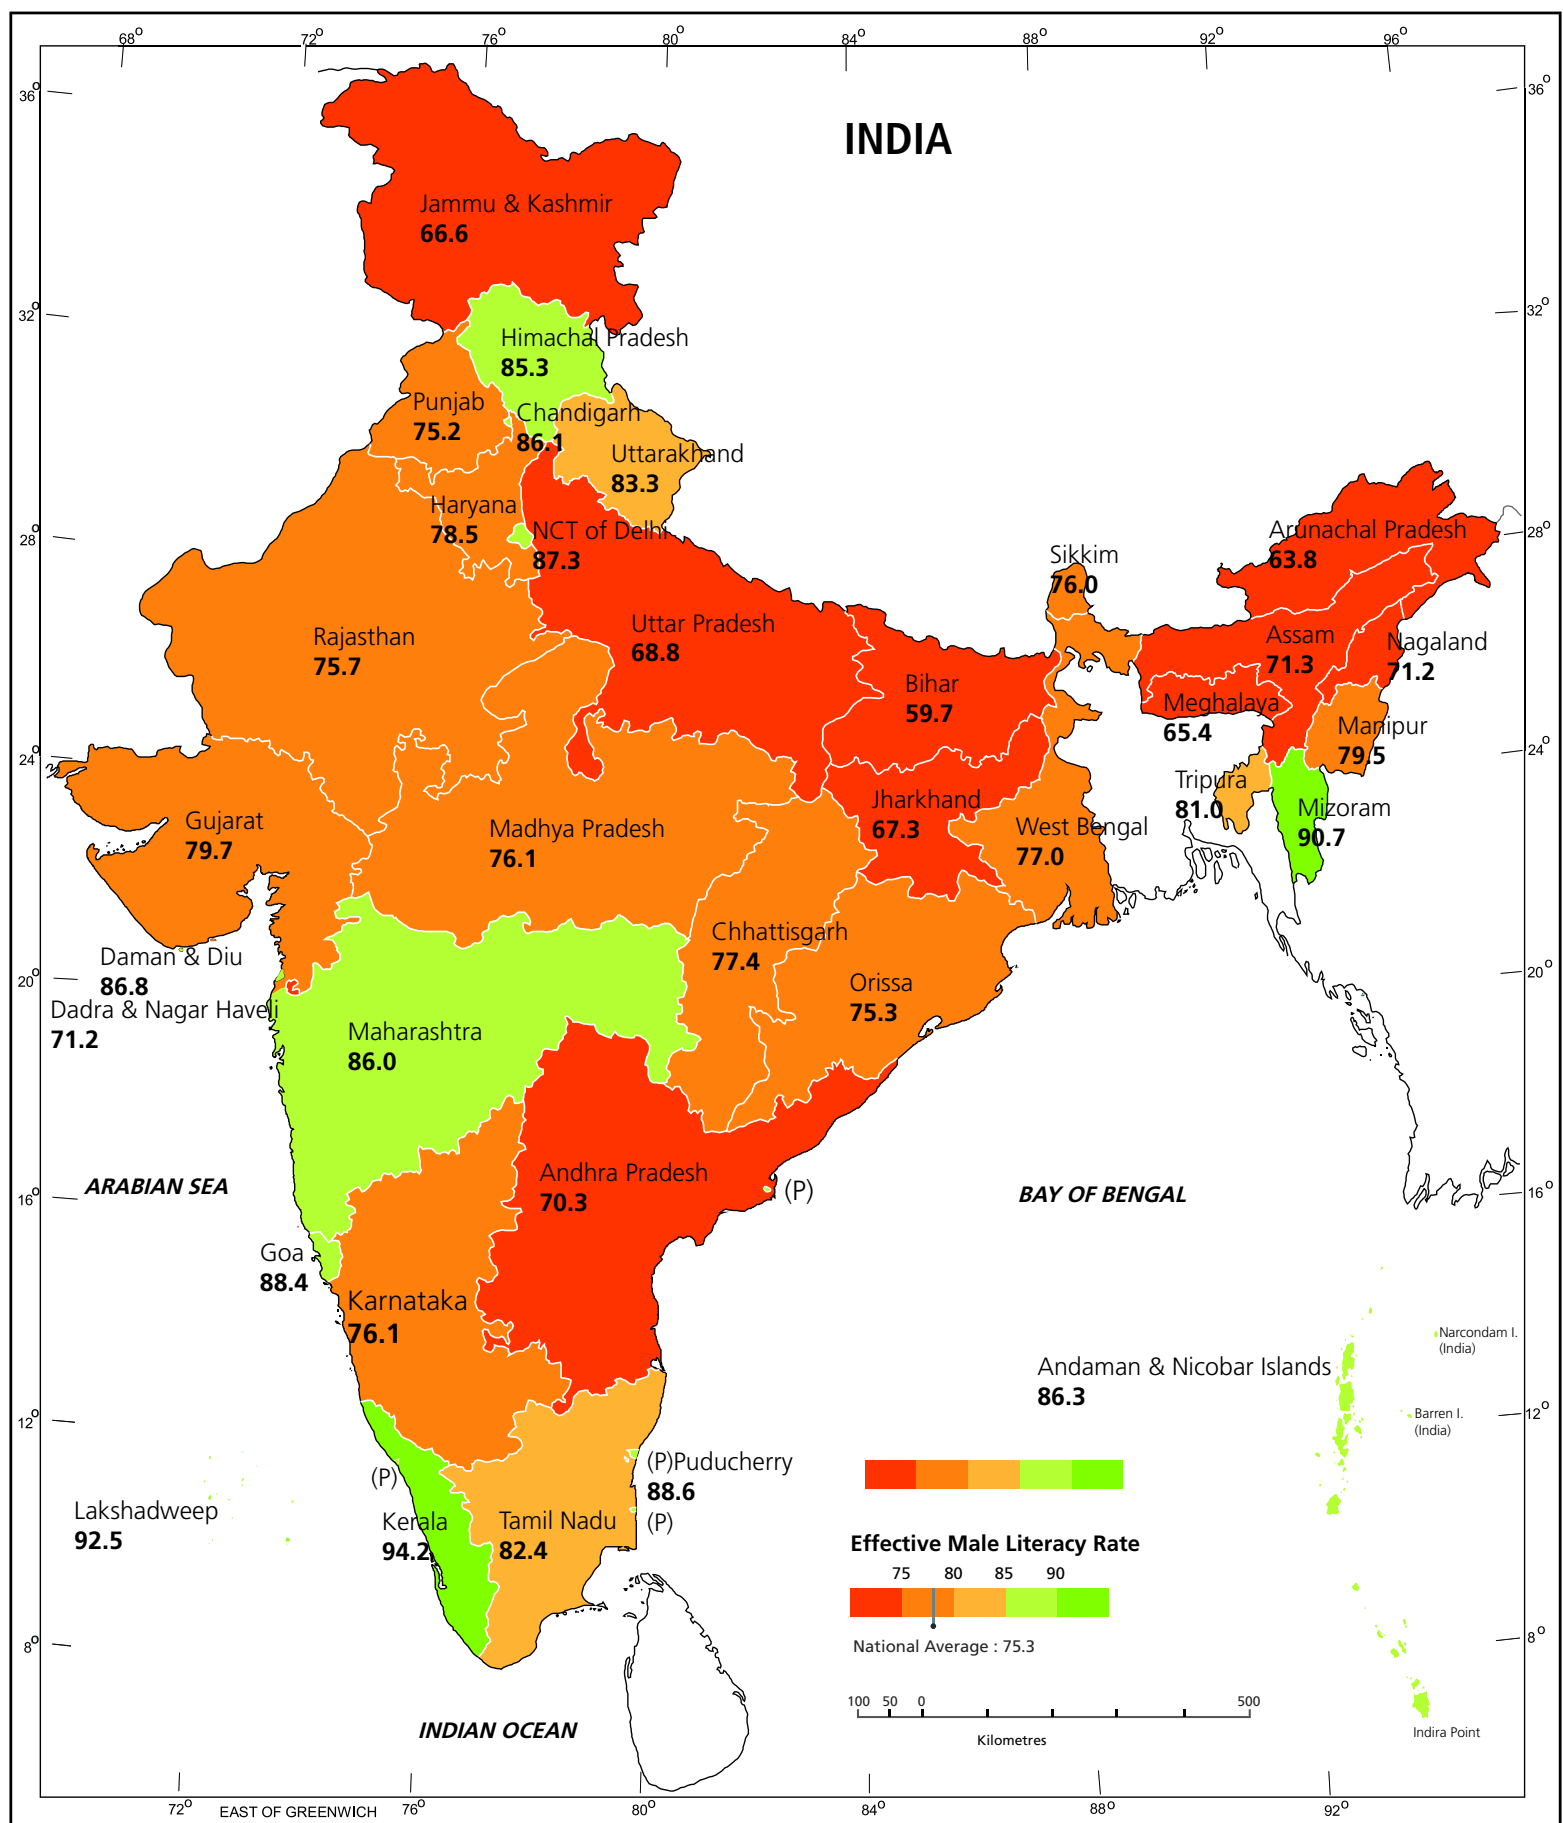 68° 72° 76° 80° 84° 88° 92° 96°
36° 36°
INDIA
Jammu & Kashmir
66.6
32° 32°
Himachal Pradesh
85.3
Punjab
75.2
Chandigarh
86.1
Uttarakhand
83.3
Haryana
78.5
NCT of Delhi
87.3
28° 28°
Arunachal Pradesh
63.8
Sikkim
76.0
Rajasthan
75.7
Uttar Pradesh
68.8
Assam
71.3
Nagaland
71.2
Bihar
59.7
Meghalaya
65.4
Manipur
79.5
24° 24°
Tripura
81.0
Mizoram
90.7
Gujarat
79.7
Madhya Pradesh
76.1
Jharkhand
67.3
West Bengal
77.0
Chhattisgarh
77.4
Daman & Diu
86.8
20° 20°
Orissa
75.3
Dadra & Nagar Haveli
71.2
Maharashtra
86.0
Andhra Pradesh
70.3
(P)
ARABIAN SEA
BAY OF BENGAL
16° 16°
Goa
88.4
Karnataka
76.1
Narcondam I.
(India)
Andaman & Nicobar Islands
86.3
Barren I.
(India)
12° 12°
(P)
(P)Puducherry
88.6
(P)
Lakshadweep
92.5
Kerala
94.2
Tamil Nadu
82.4
Effective Male Literacy Rate
75 80 85 90
National Average : 75.3
8° 8°
100 50 0 500
Kilometres
INDIAN OCEAN
Indira Point
72° EAST OF GREENWICH 76° 80° 84° 88° 92°